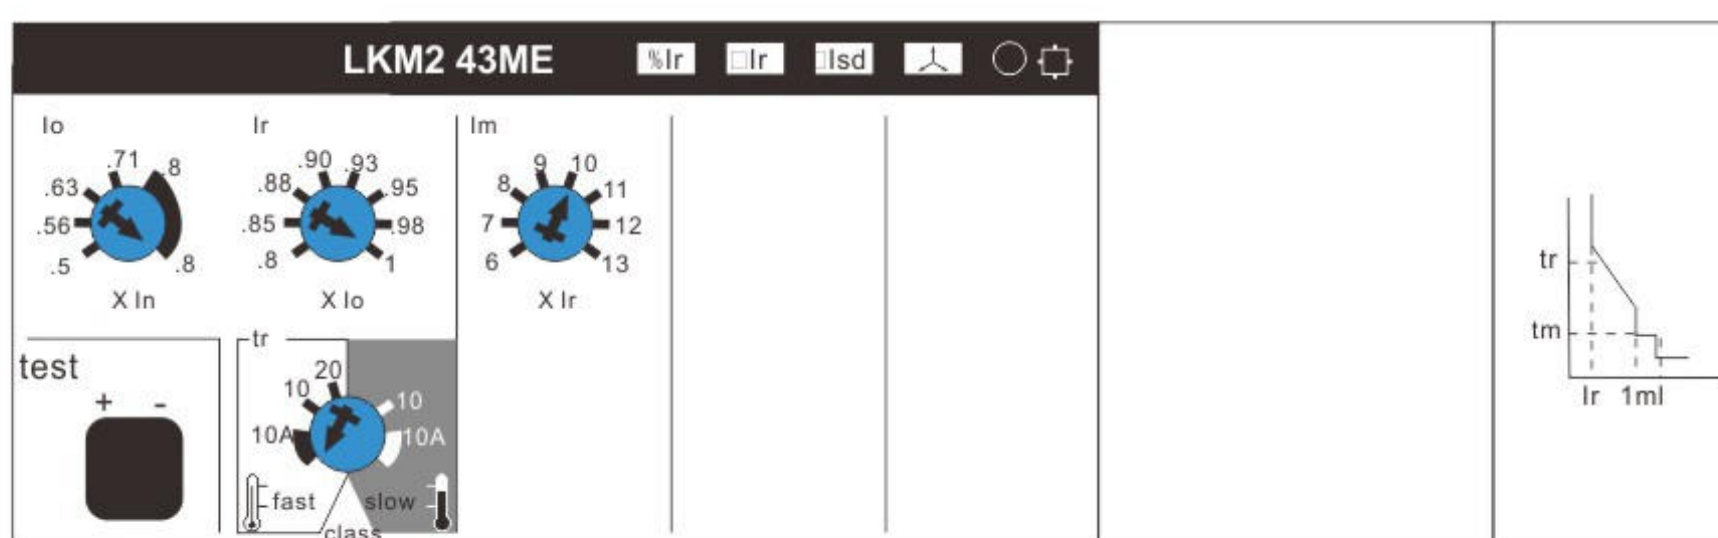 LKM2 43ME %Ir □Ir □Isd
Io Ir Im
.5 .56 .63 .71 .8 .8
.8 .85 .88 .90 .93 .95 .98 1
6 7 8 9 10 11 12 13
X In X Io X Ir
test
+ -
tr
10A 10 20 10 10A
fast slow
class
tr
tm
Ir 1ml